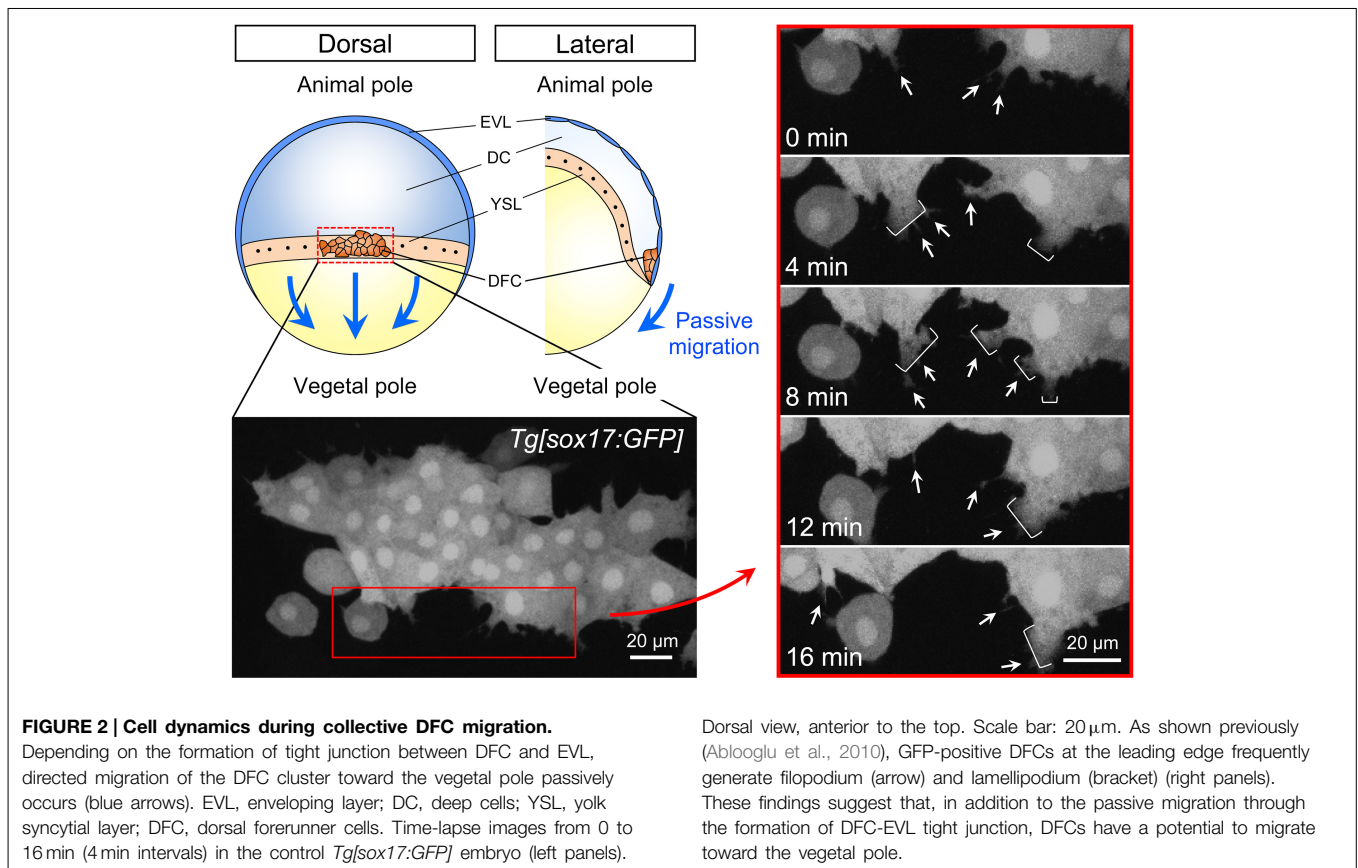 Dorsal
Lateral
Animal pole
Animal pole
EVL
DC
YSL
DFC
Passive
migration
Vegetal pole
Vegetal pole
Tg[sox17:GFP]
20 µm
0 min
4 min
8 min
12 min
16 min
20 µm
FIGURE 2 | Cell dynamics during collective DFC migration.
Depending on the formation of tight junction between DFC and EVL,
directed migration of the DFC cluster toward the vegetal pole passively
occurs (blue arrows). EVL, enveloping layer; DC, deep cells; YSL, yolk
syncytial layer; DFC, dorsal forerunner cells. Time-lapse images from 0 to
16 min (4 min intervals) in the control Tg[sox17:GFP] embryo (left panels).
Dorsal view, anterior to the top. Scale bar: 20 µm. As shown previously
(Ablooglu et al., 2010), GFP-positive DFCs at the leading edge frequently
generate filopodium (arrow) and lamellipodium (bracket) (right panels).
These findings suggest that, in addition to the passive migration through
the formation of DFC-EVL tight junction, DFCs have a potential to migrate
toward the vegetal pole.